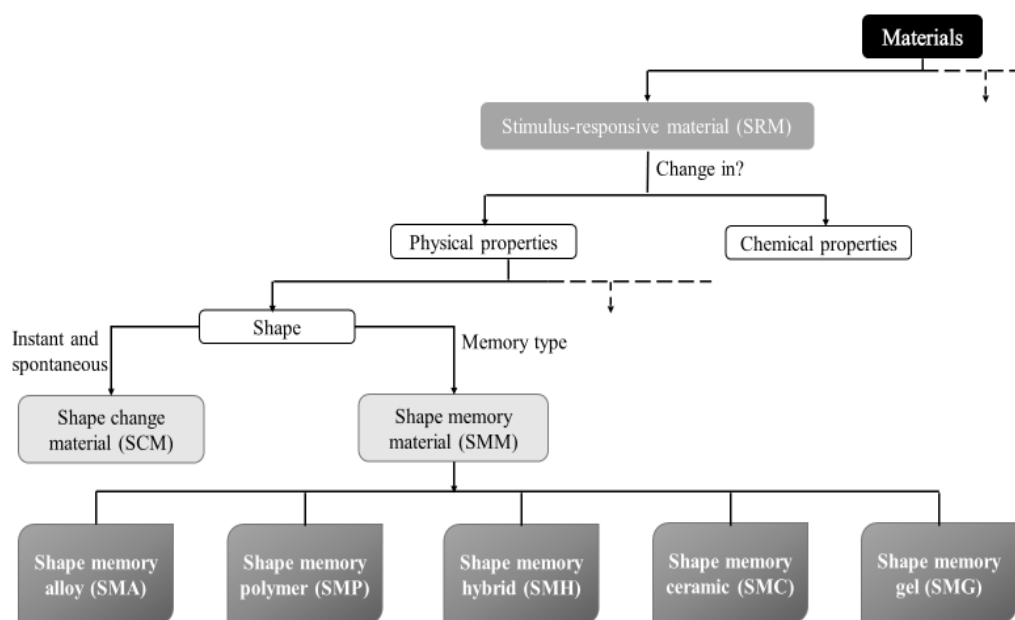 Materials
Stimulus-responsive material (SRM)
Change in?
Physical properties
Chemical properties
Shape
Instant and
spontaneous
Memory type
Shape change
material (SCM)
Shape memory
material (SMM)
Shape memory
alloy (SMA)
Shape memory
polymer (SMP)
Shape memory
hybrid (SMH)
Shape memory
ceramic (SMC)
Shape memory
gel (SMG)